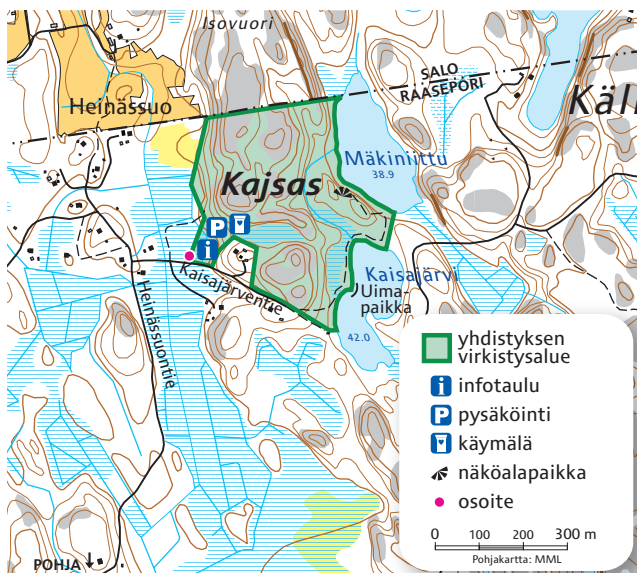 Isovuori
SALO
RAASEPORI
Heinässuo
Käll
Mäkiniittu
38.9
Kajsas
P
i
Kaisajärvi
Uima-
paikka
Kaisajärventie
Heinässuontie
42.0
POHJA
yhdistyksen
virkistysalue
i infotaulu
P pysäköinti
käymälä
näköalapaikka
osoite
0 100 200 300 m
Pohjakartta: MML